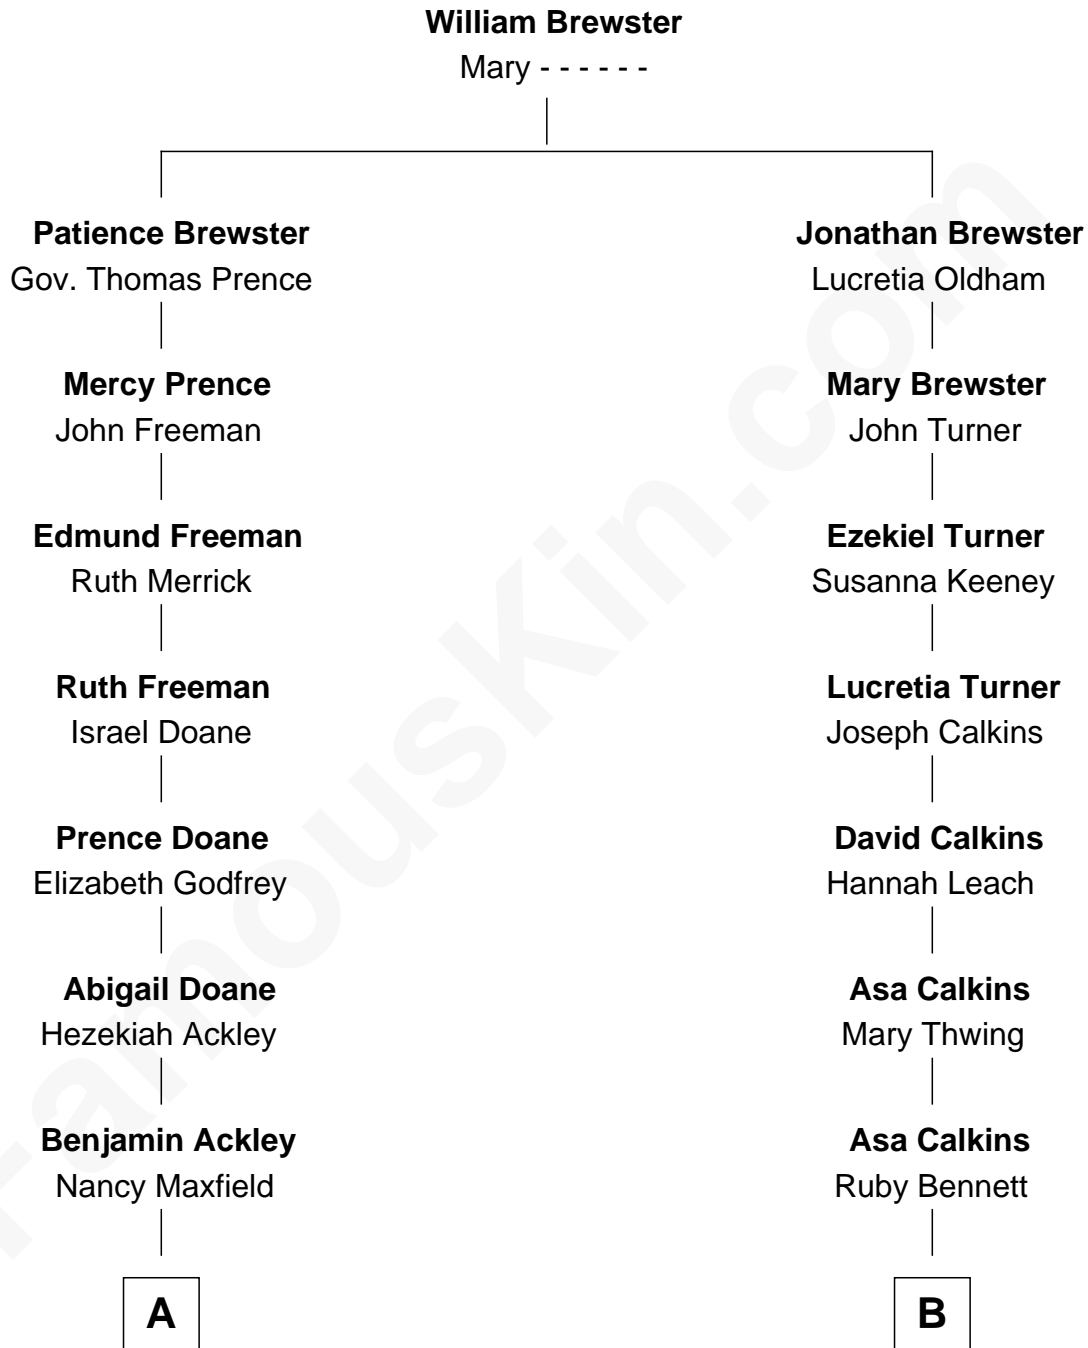 William Brewster
Mary - - - - - -
Patience Brewster
Gov. Thomas Prence
Jonathan Brewster
Lucretia Oldham
Mercy Prence
John Freeman
Mary Brewster
John Turner
Edmund Freeman
Ruth Merrick
Ezekiel Turner
Susanna Keeney
Ruth Freeman
Israel Doane
Lucretia Turner
Joseph Calkins
Prence Doane
Elizabeth Godfrey
David Calkins
Hannah Leach
Abigail Doane
Hezekiah Ackley
Asa Calkins
Mary Thwing
Benjamin Ackley
Nancy Maxfield
Asa Calkins
Ruby Bennett
A
B
FamousKin.com